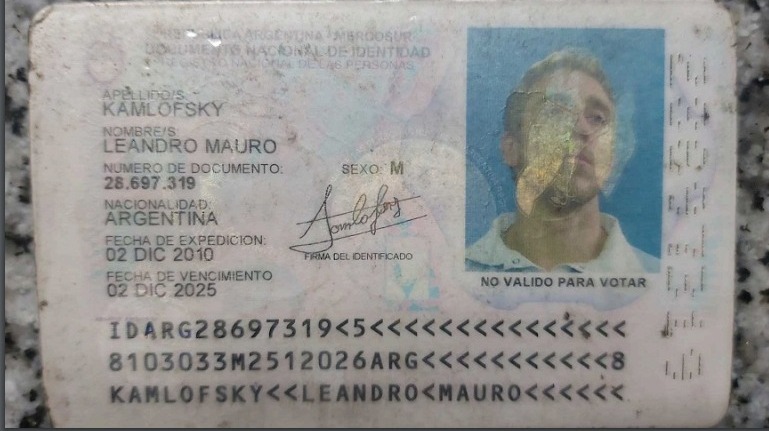 REPUBLICA ARGENTINA - MERCOSUR
DOCUMENTO NACIONAL DE IDENTIDAD
REGISTRO NACIONAL DE LAS PERSONAS
APELLIDO/S
KAMLOFSKY
NOMBRE/S
LEANDRO MAURO
NUMERO DE DOCUMENTO: SEXO: M
28.697.319
NACIONALIDAD:
ARGENTINA
FECHA DE EXPEDICION:
02 DIC 2010
FIRMA DEL IDENTIFICADO
FECHA DE VENCIMIENTO
02 DIC 2025
NO VALIDO PARA VOTAR
IDARG28697319<5<<<<<<<<<<<<<<<
8103033M2512026ARG<<<<<<<<<<<8
KAMLOFSKY<<LEANDRO<MAURO<<<<<<